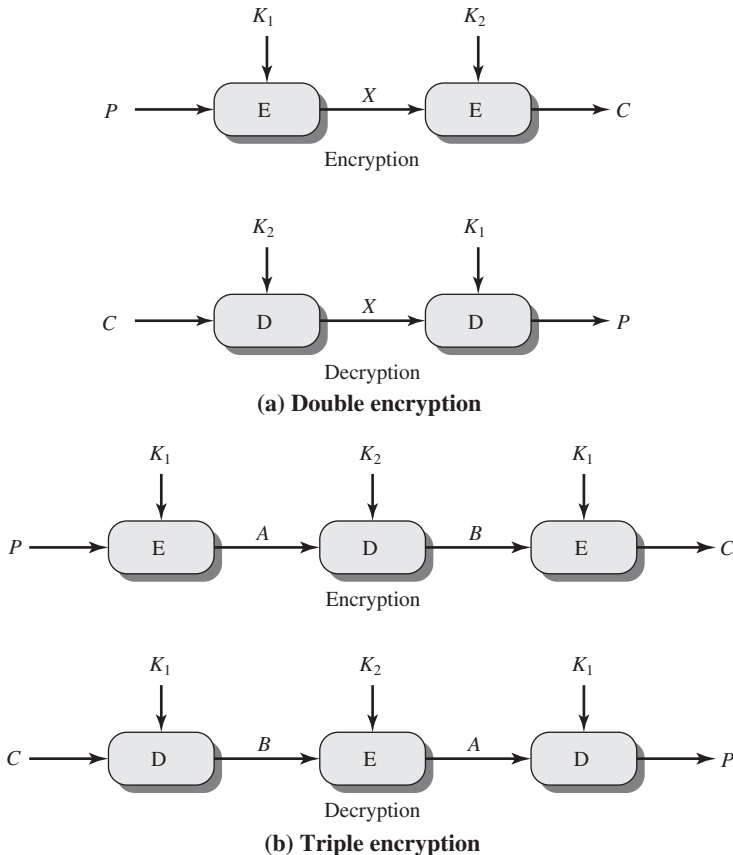 K1 K2
P E X E C
Encryption
K2 K1
C D X D P
Decryption
(a) Double encryption
K1 K2 K1
P E A D B E C
Encryption
K1 K2 K1
C D B E A D P
Decryption
(b) Triple encryption